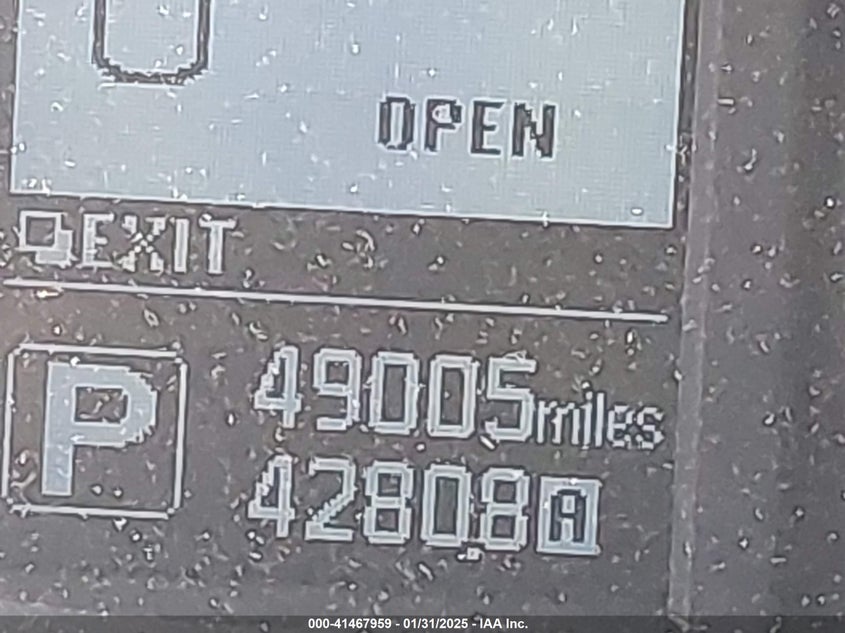 OPEN
EXIT
P
49005miles
42808A
000-41467959 - 01/31/2025 - IAA Inc.